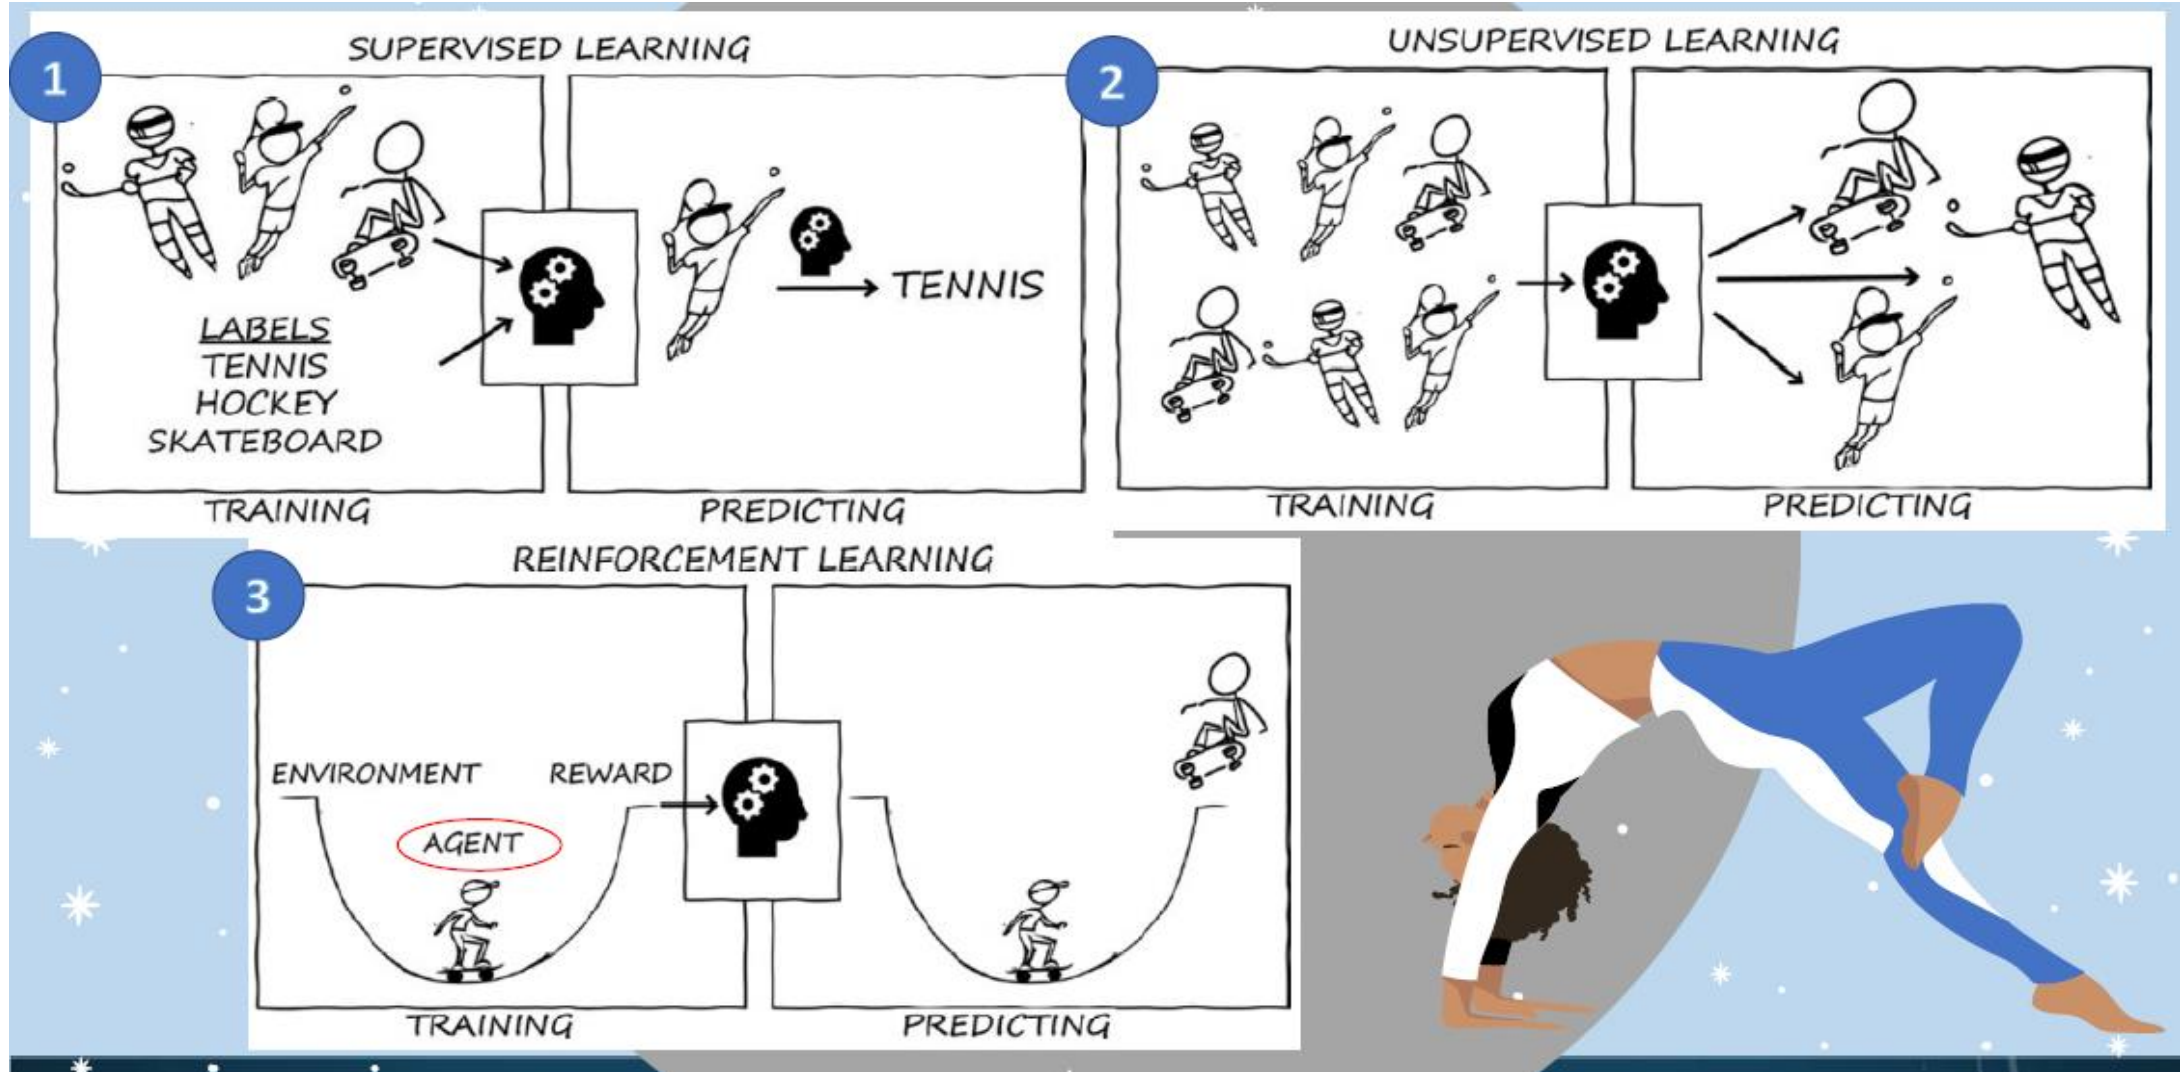 1
SUPERVISED LEARNING
LABELS
TENNIS
HOCKEY
SKATEBOARD
TENNIS
TRAINING
PREDICTING
2
UNSUPERVISED LEARNING
TRAINING
PREDICTING
3
REINFORCEMENT LEARNING
ENVIRONMENT
REWARD
AGENT
TRAINING
PREDICTING